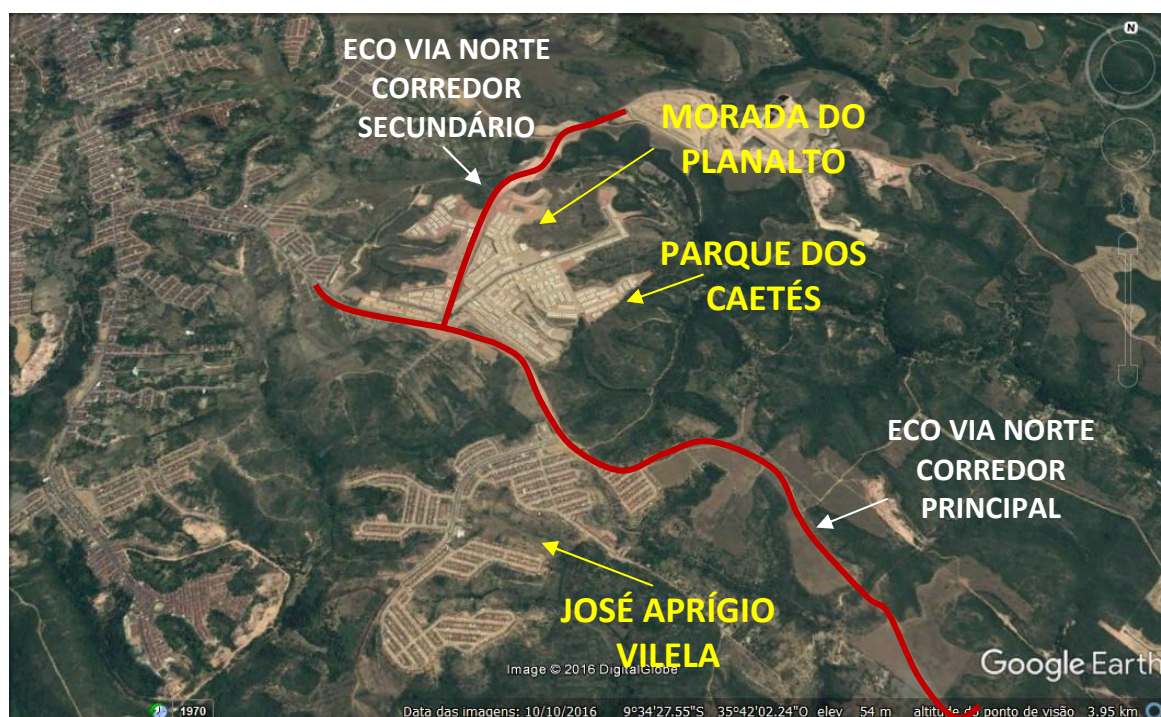 N
ECO VIA NORTE
CORREDOR
SECUNDÁRIO
MORADA DO
PLANALTO
PARQUE DOS
CAETÉS
ECO VIA NORTE
CORREDOR
PRINCIPAL
JOSÉ APRÍGIO
VILELA
Image © 2016 DigitalGlobe
Google Earth
1970
Data das imagens: 10/10/2016 9°34'27.55"S 35°42'02.24"O elev 54 m altitude do ponto de visão 3.95 km